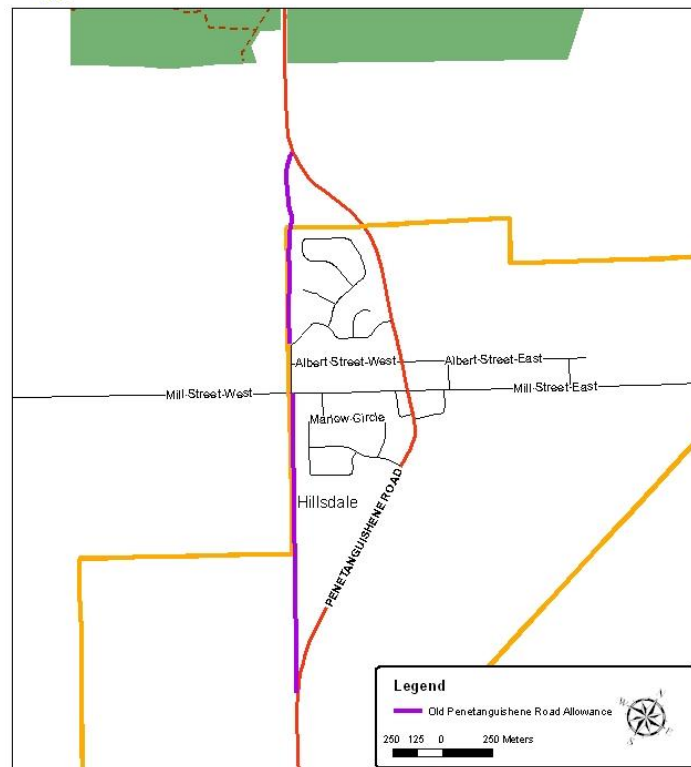 Albert Street West
Albert Street East
Mill Street West
Mill Street East
Marlow Circle
Hillsdale
PENETANGUISHENE ROAD
Legend
Old Penetanguishene Road Allowance
250 125 0 250 Meters
N
E
S
W